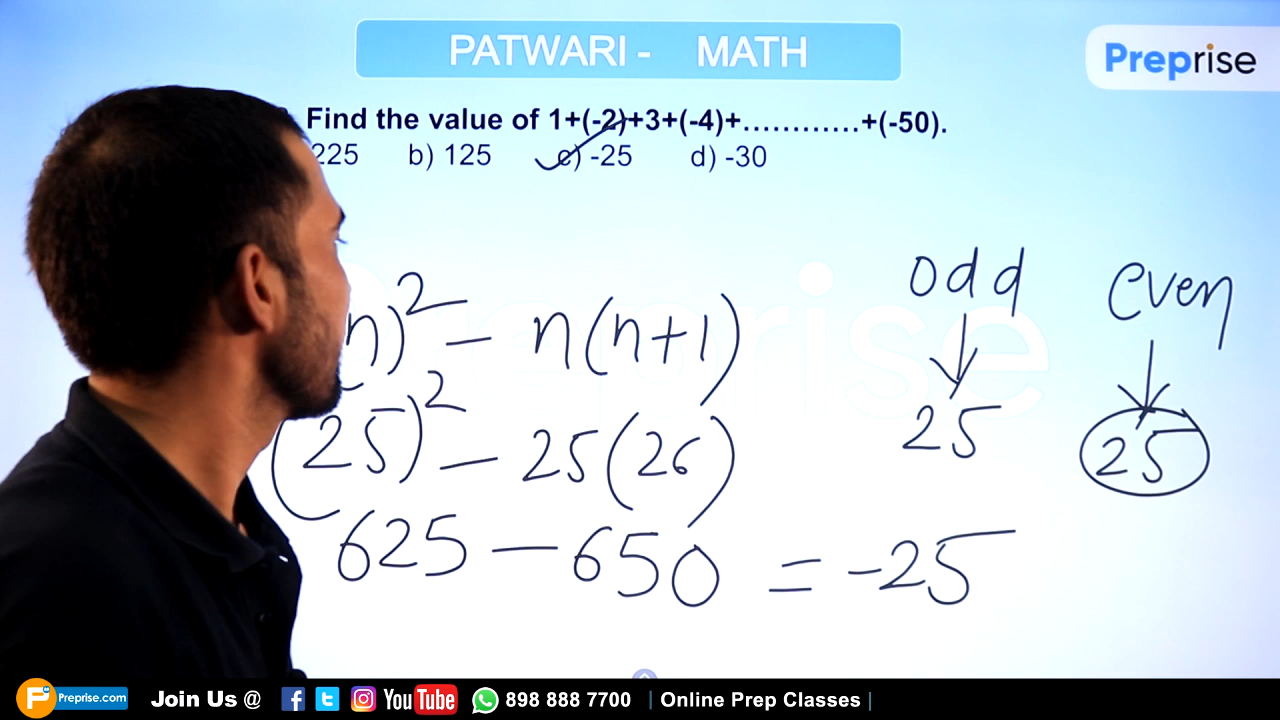 PATWARI - MATH
Preprise
Find the value of 1+(-2)+3+(-4)+............+(-50).
225 b) 125 c) -25 d) -30
odd even
n)² - n(n+1)
25 25
(25)² - 25(26)
625 - 650 = -25
Preprise.com Join Us @ YouTube 898 888 7700 | Online Prep Classes |